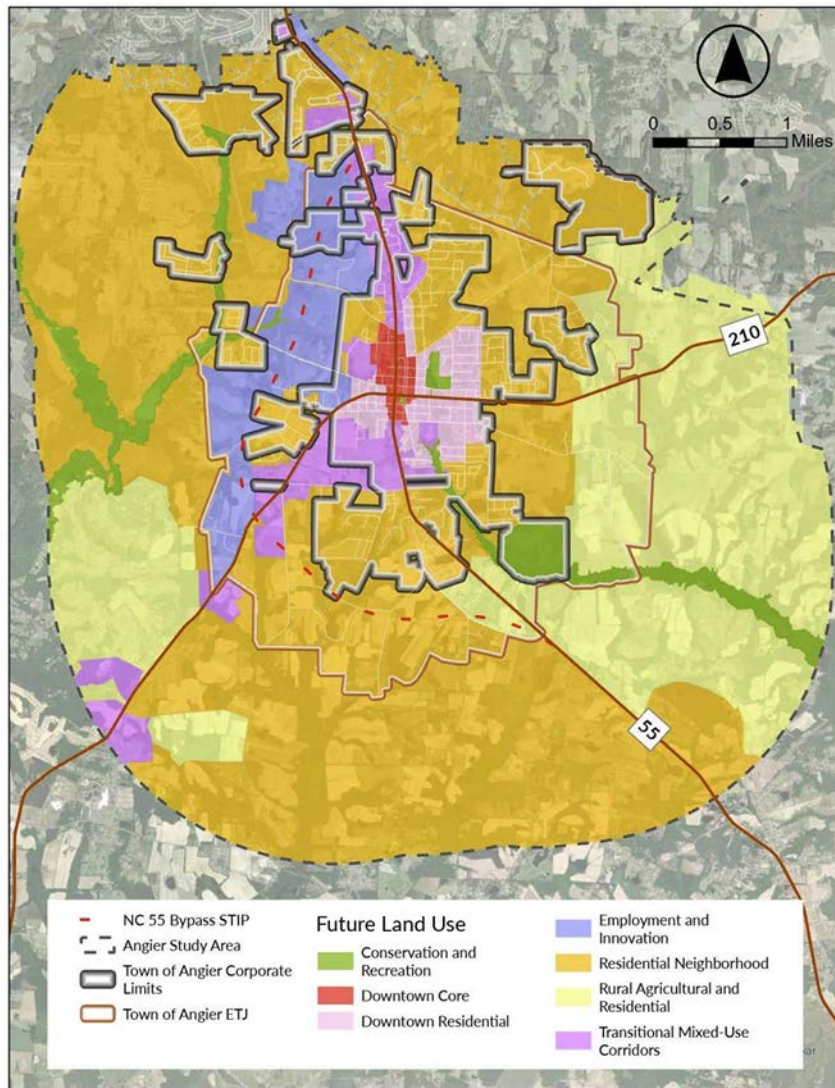 0 0.5 1
Miles
210
55
NC 55 Bypass STIP
Angier Study Area
Town of Angier Corporate
Limits
Town of Angier ETJ
Future Land Use
Conservation and
Recreation
Downtown Core
Downtown Residential
Employment and
Innovation
Residential Neighborhood
Rural Agricultural and
Residential
Transitional Mixed-Use
Corridors